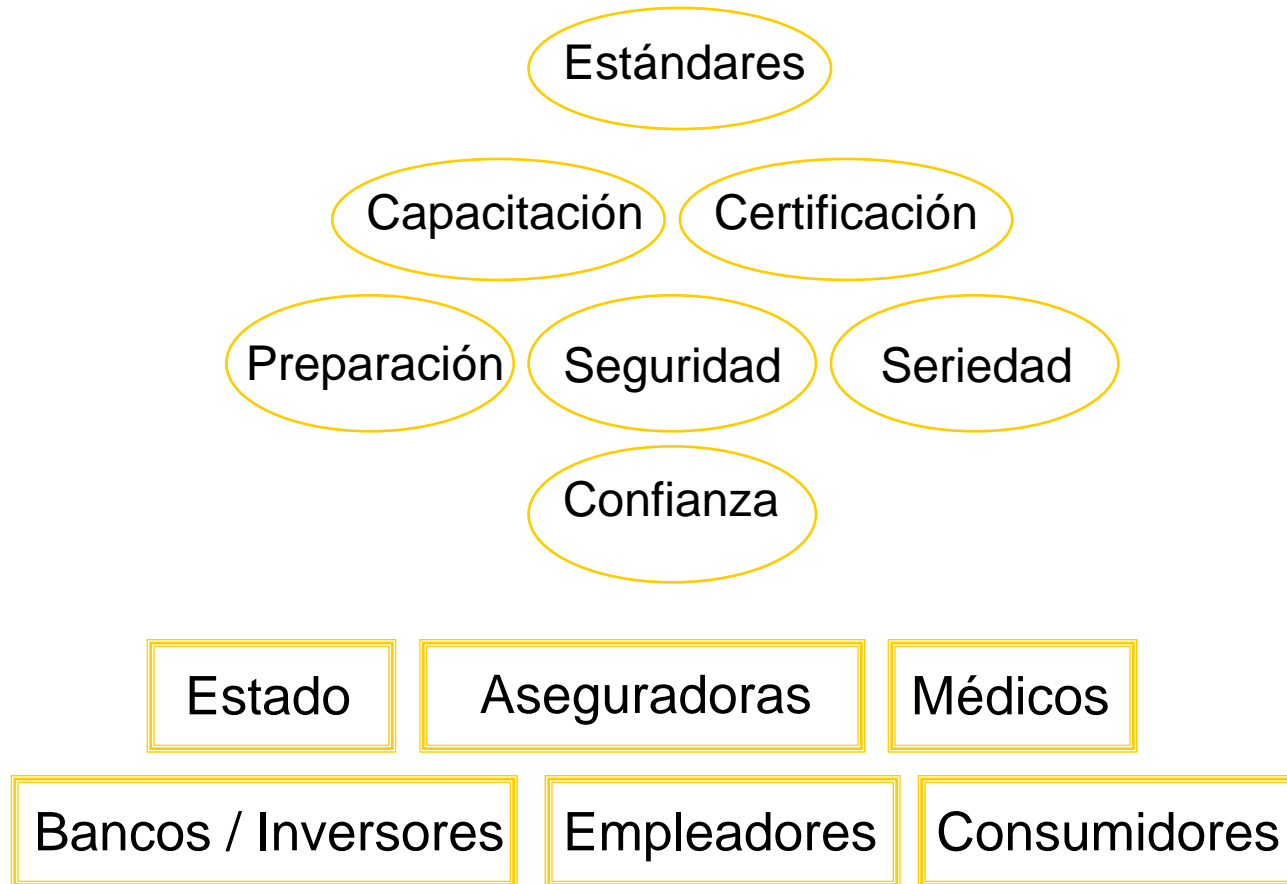 Estándares
Capacitación Certificación
Preparación Seguridad Seriedad
Confianza
Estado Aseguradoras Médicos
Bancos / Inversores Empleadores Consumidores